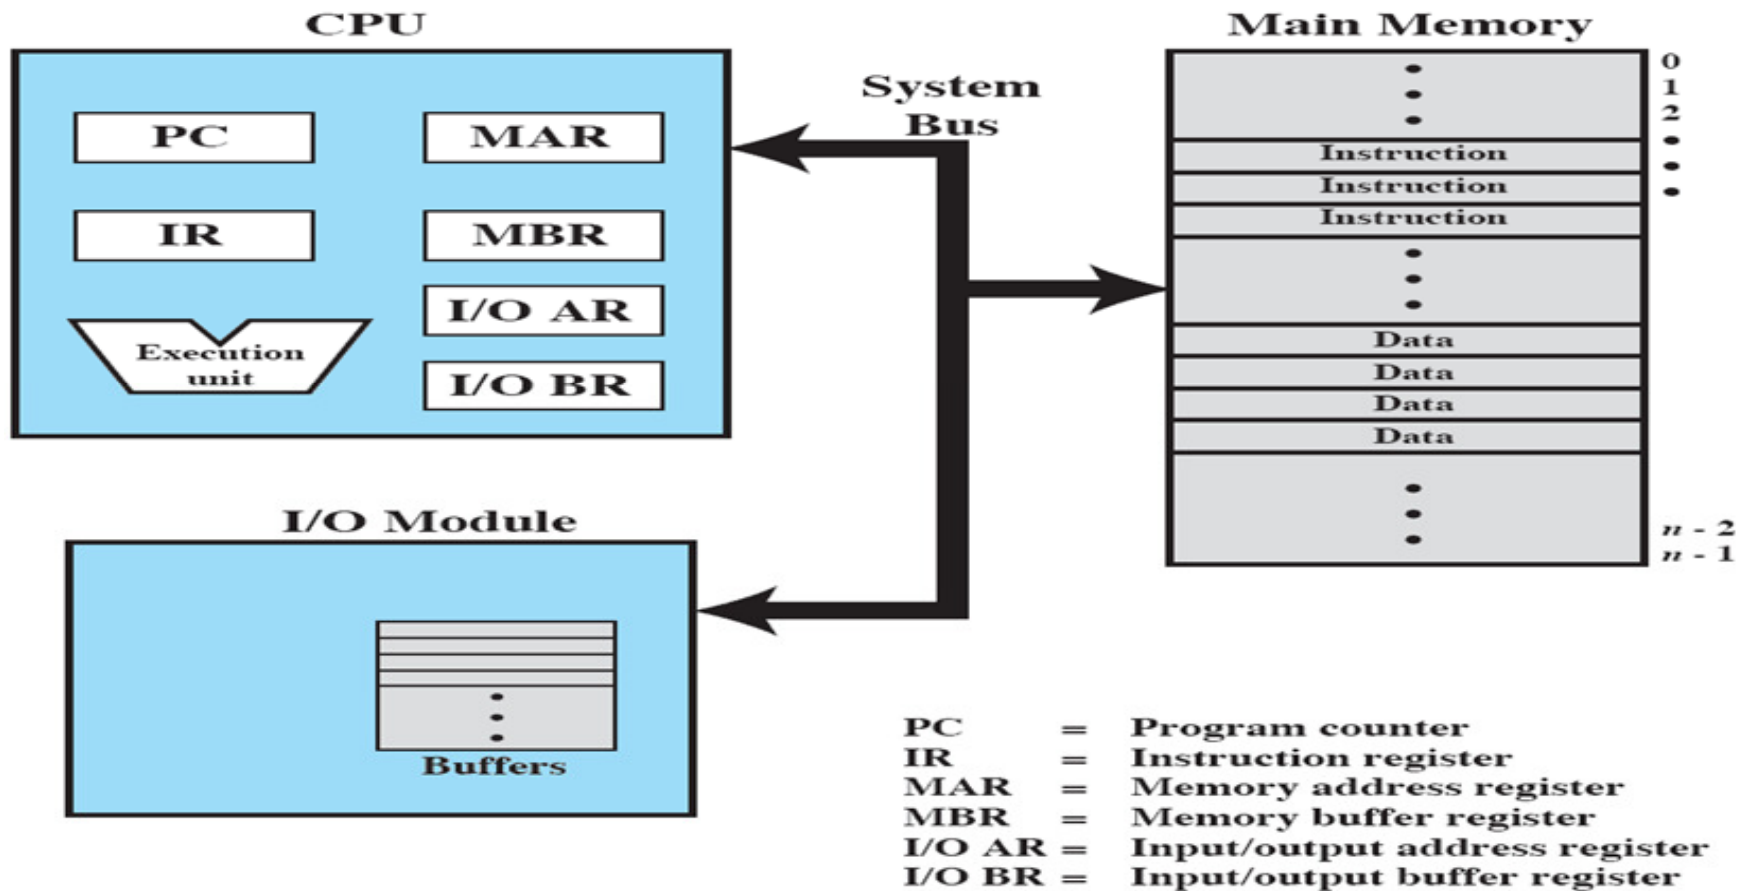 CPU
PC
MAR
IR
MBR
I/O AR
I/O BR
Execution
unit
System
Bus
Main Memory
0
1
2
Instruction
Instruction
Instruction
Data
Data
Data
Data
n - 2
n - 1
I/O Module
Buffers
PC = Program counter
IR = Instruction register
MAR = Memory address register
MBR = Memory buffer register
I/O AR = Input/output address register
I/O BR = Input/output buffer register